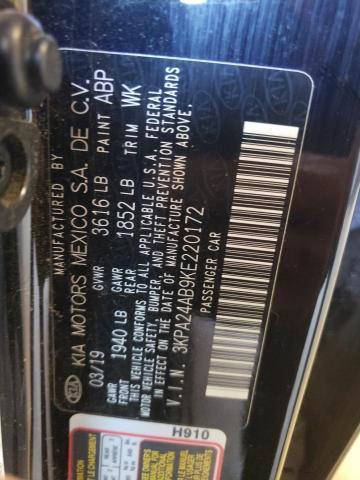 MANUFACTURED BY
KIA KIA MOTORS MEXICO S.A. DE C.V.
03/19 GVWR 3616 LB PAINT ABP
GAWR FRONT 1940 LB GAWR REAR 1852 LB TRIM WK
THIS VEHICLE CONFORMS TO ALL APPLICABLE U.S.A. FEDERAL
MOTOR VEHICLE SAFETY, BUMPER, AND THEFT PREVENTION STANDARDS
IN EFFECT ON THE DATE OF MANUFACTURE SHOWN ABOVE.
V.I.N. 3KPA24AB9KE220172
PASSENGER CAR
H910